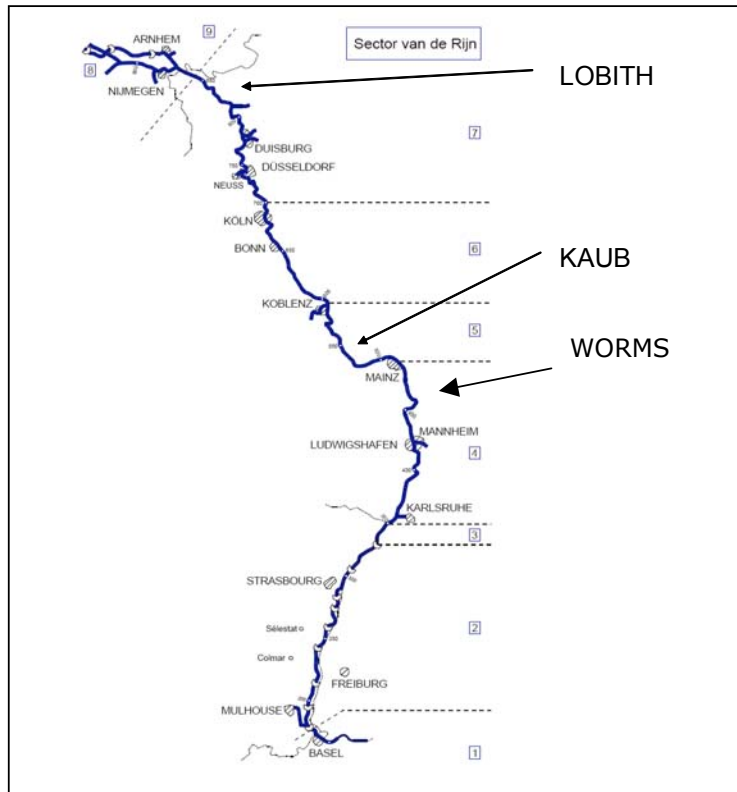 9
ARNHEM
Sector van de Rijn
8
NIJMEGEN
LOBITH
7
DUISBURG
DÜSSELDORF
NEUSS
KÖLN
6
BONN
KAUB
KOBLENZ
5
WORMS
MAINZ
MANNHEIM
LUDWIGSHAFEN
4
KARLSRUHE
3
STRASBOURG
Sélestat
2
Colmar
FREIBURG
MULHOUSE
BASEL
1